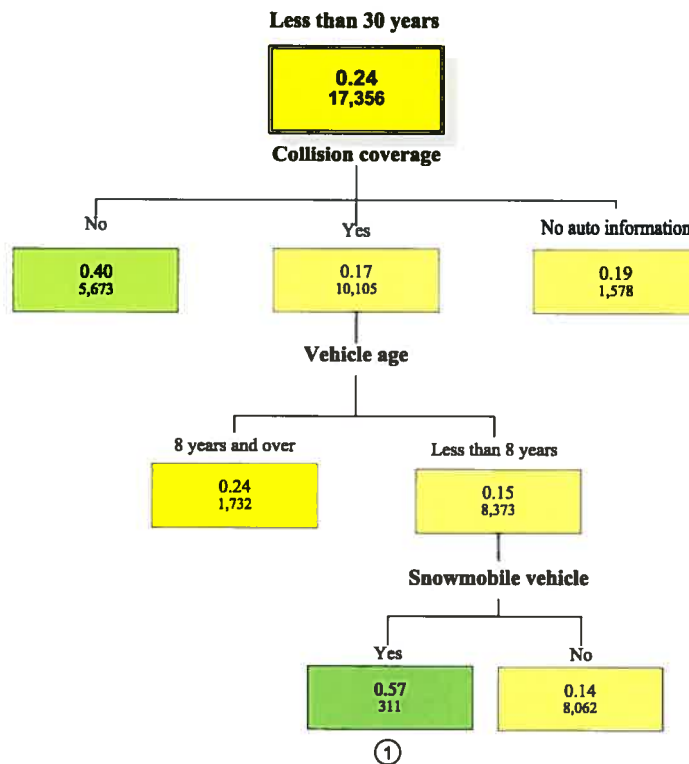 Less than 30 years
0.24
17,356
Collision coverage
No
Yes
No auto information
0.40
5,673
0.17
10,105
0.19
1,578
Vehicle age
8 years and over
Less than 8 years
0.24
1,732
0.15
8,373
Snowmobile vehicle
Yes
No
0.57
311
0.14
8,062
1